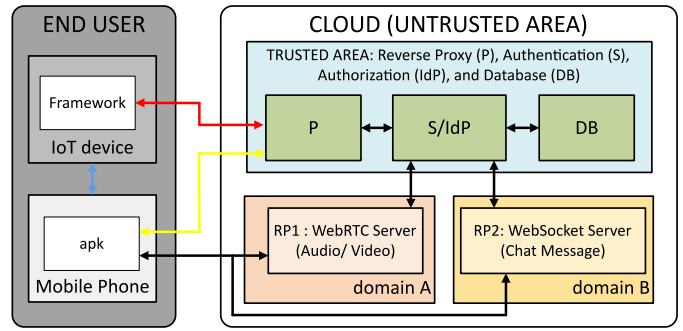 END USER
Framework
IoT device
apk
Mobile Phone
CLOUD (UNTRUSTED AREA)
TRUSTED AREA: Reverse Proxy (P), Authentication (S),
Authorization (IdP), and Database (DB)
P
S/IdP
DB
RP1 : WebRTC Server
(Audio/ Video)
domain A
RP2: WebSocket Server
(Chat Message)
domain B